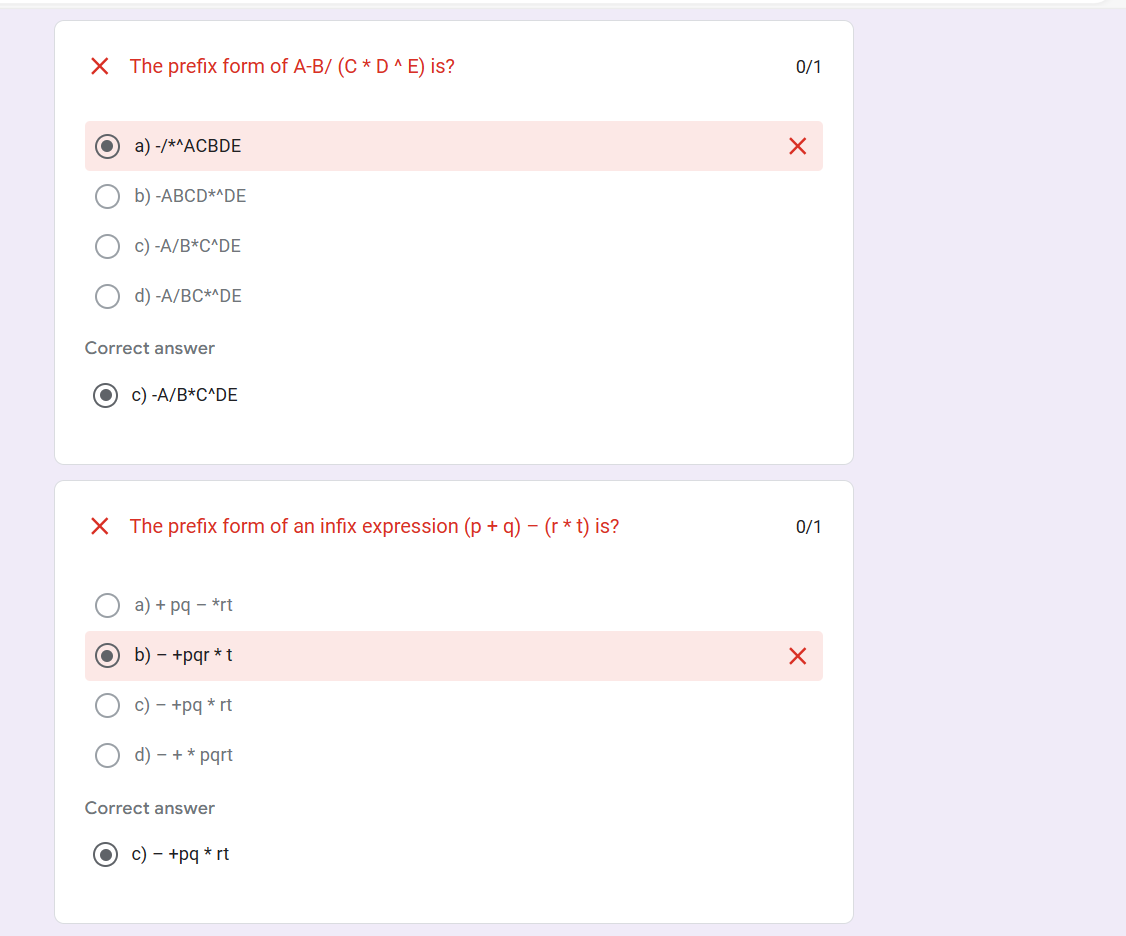 The prefix form of A-B/ (C * D ^ E) is?
0/1
a) -/*^ACBDE
b) -ABCD*^DE
c) -A/B*C^DE
d) -A/BC*^DE
Correct answer
c) -A/B*C^DE
The prefix form of an infix expression (p + q) − (r * t) is?
0/1
a) + pq − *rt
b) − +pqr * t
c) − +pq * rt
d) − + * pqrt
Correct answer
c) − +pq * rt